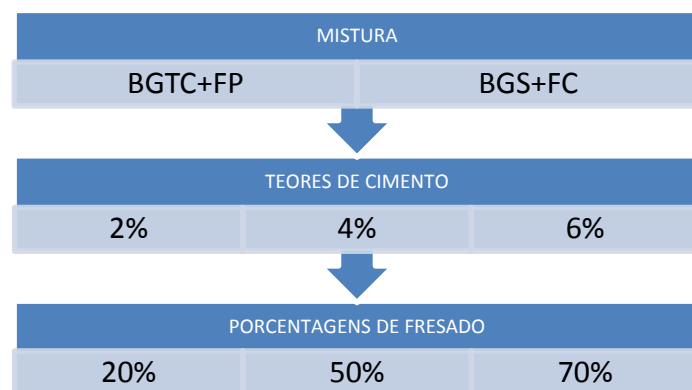 MISTURA
BGTC+FP BGS+FC
TEORES DE CIMENTO
2% 4% 6%
PORCENTAGENS DE FRESADO
20% 50% 70%